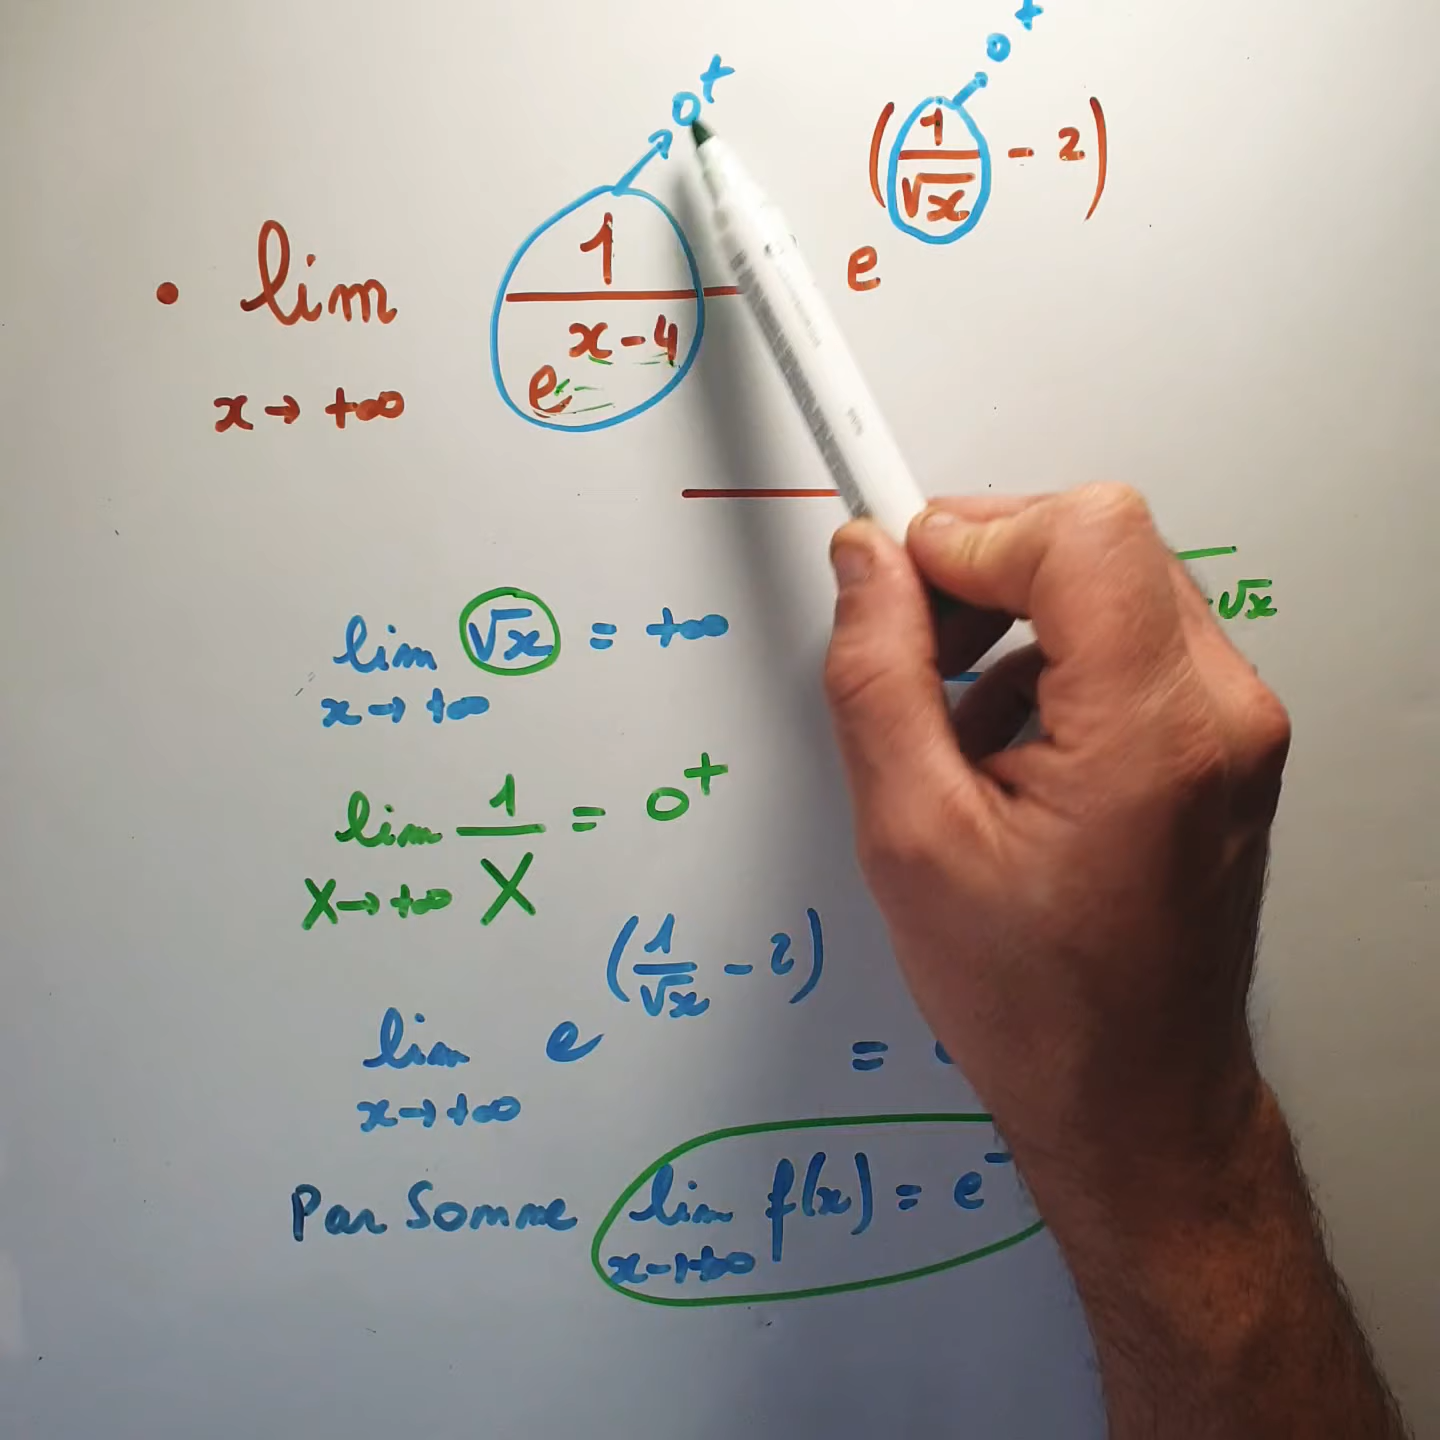 0⁺ 0⁺
• lim 1/e^(x-4) e^(1/√x - 2)
x→+∞
lim √x = +∞ √x
x→+∞
lim 1/X = 0⁺
X→+∞
lim e^(1/√x - 2) =
x→+∞
Par Somme lim f(x) = e⁻
x→+∞